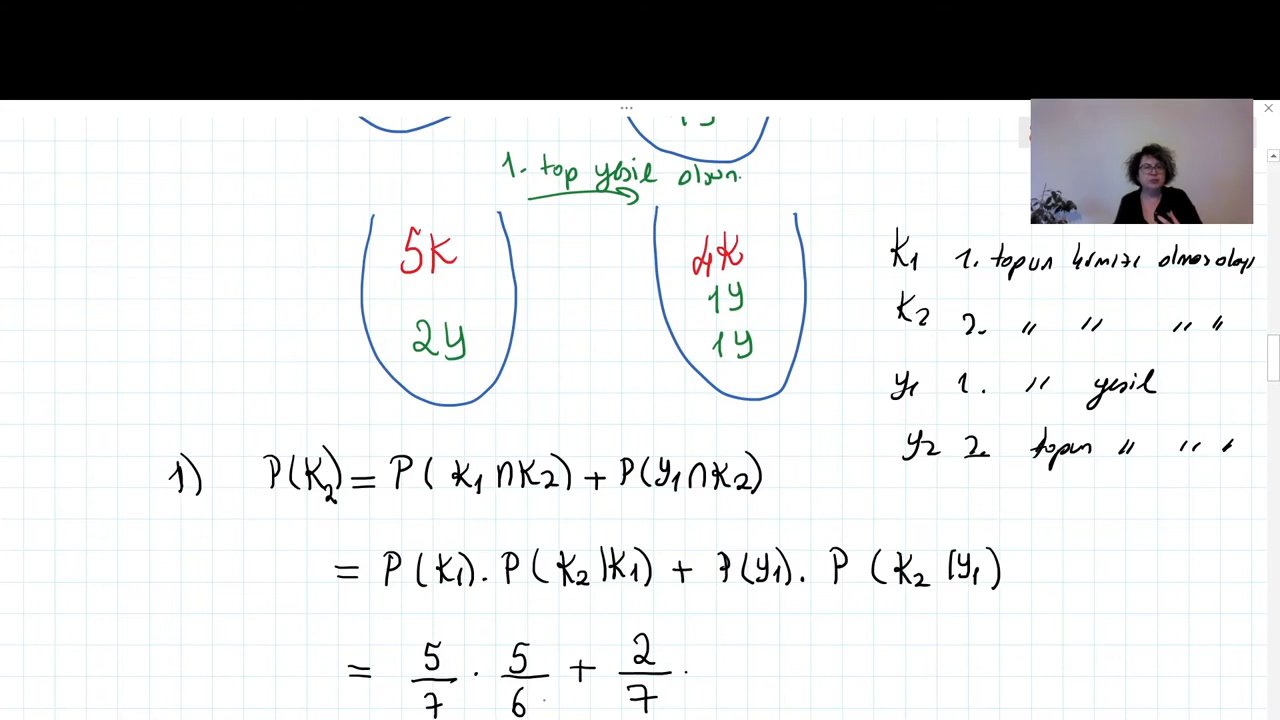 1. top yeşil olsun.
5K
4K
1y
2y
1y
K1 1. topun kırmızı olması olayı
K2 2. " " " "
y1 1. " yeşil
y2 2. topun " " "
1) P(K2) = P( K1 ∩ K2) + P(y1 ∩ K2)
= P(K1). P(K2|K1) + P(y1). P(K2|y1)
= 5/7 . 5/6 + 2/7 .